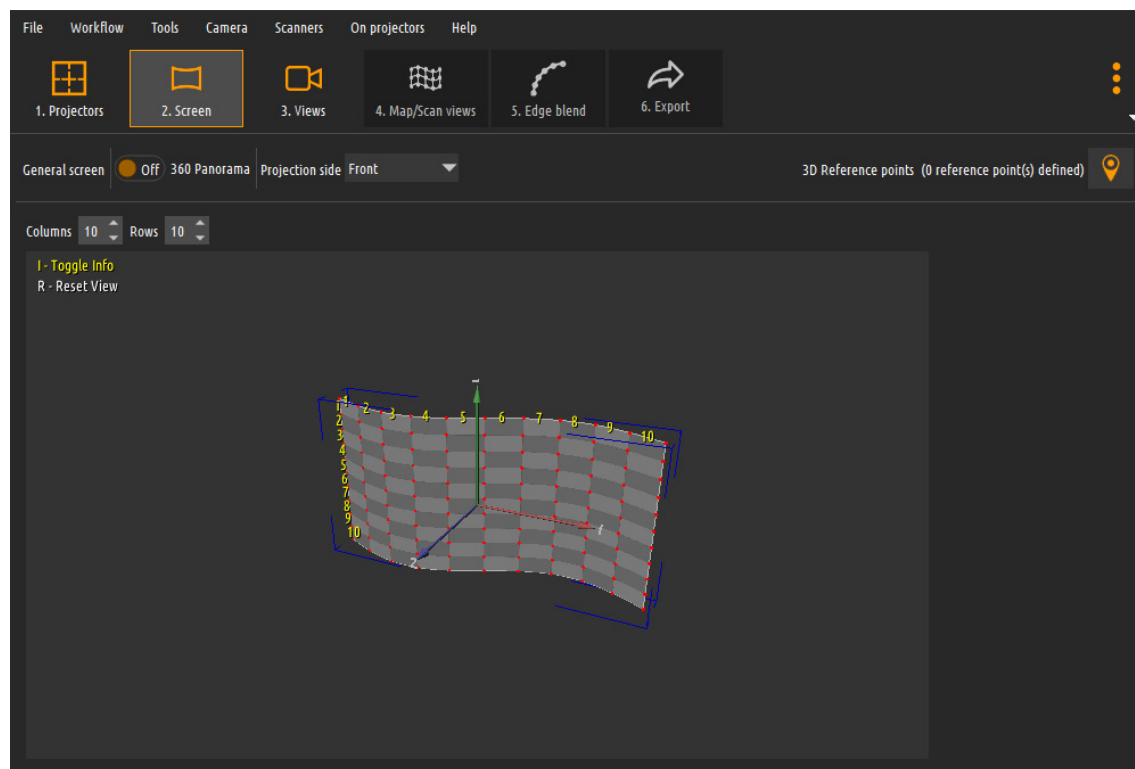 File Workflow Tools Camera Scanners On projectors Help
1. Projectors 2. Screen 3. Views 4. Map/Scan views 5. Edge blend 6. Export
General screen Off 360 Panorama Projection side Front 3D Reference points (0 reference point(s) defined)
Columns 10 Rows 10
I - Toggle Info
R - Reset View
1 2 3 4 5 6 7 8 9 10
1
2
3
4
5
6
7
8
9
10
2